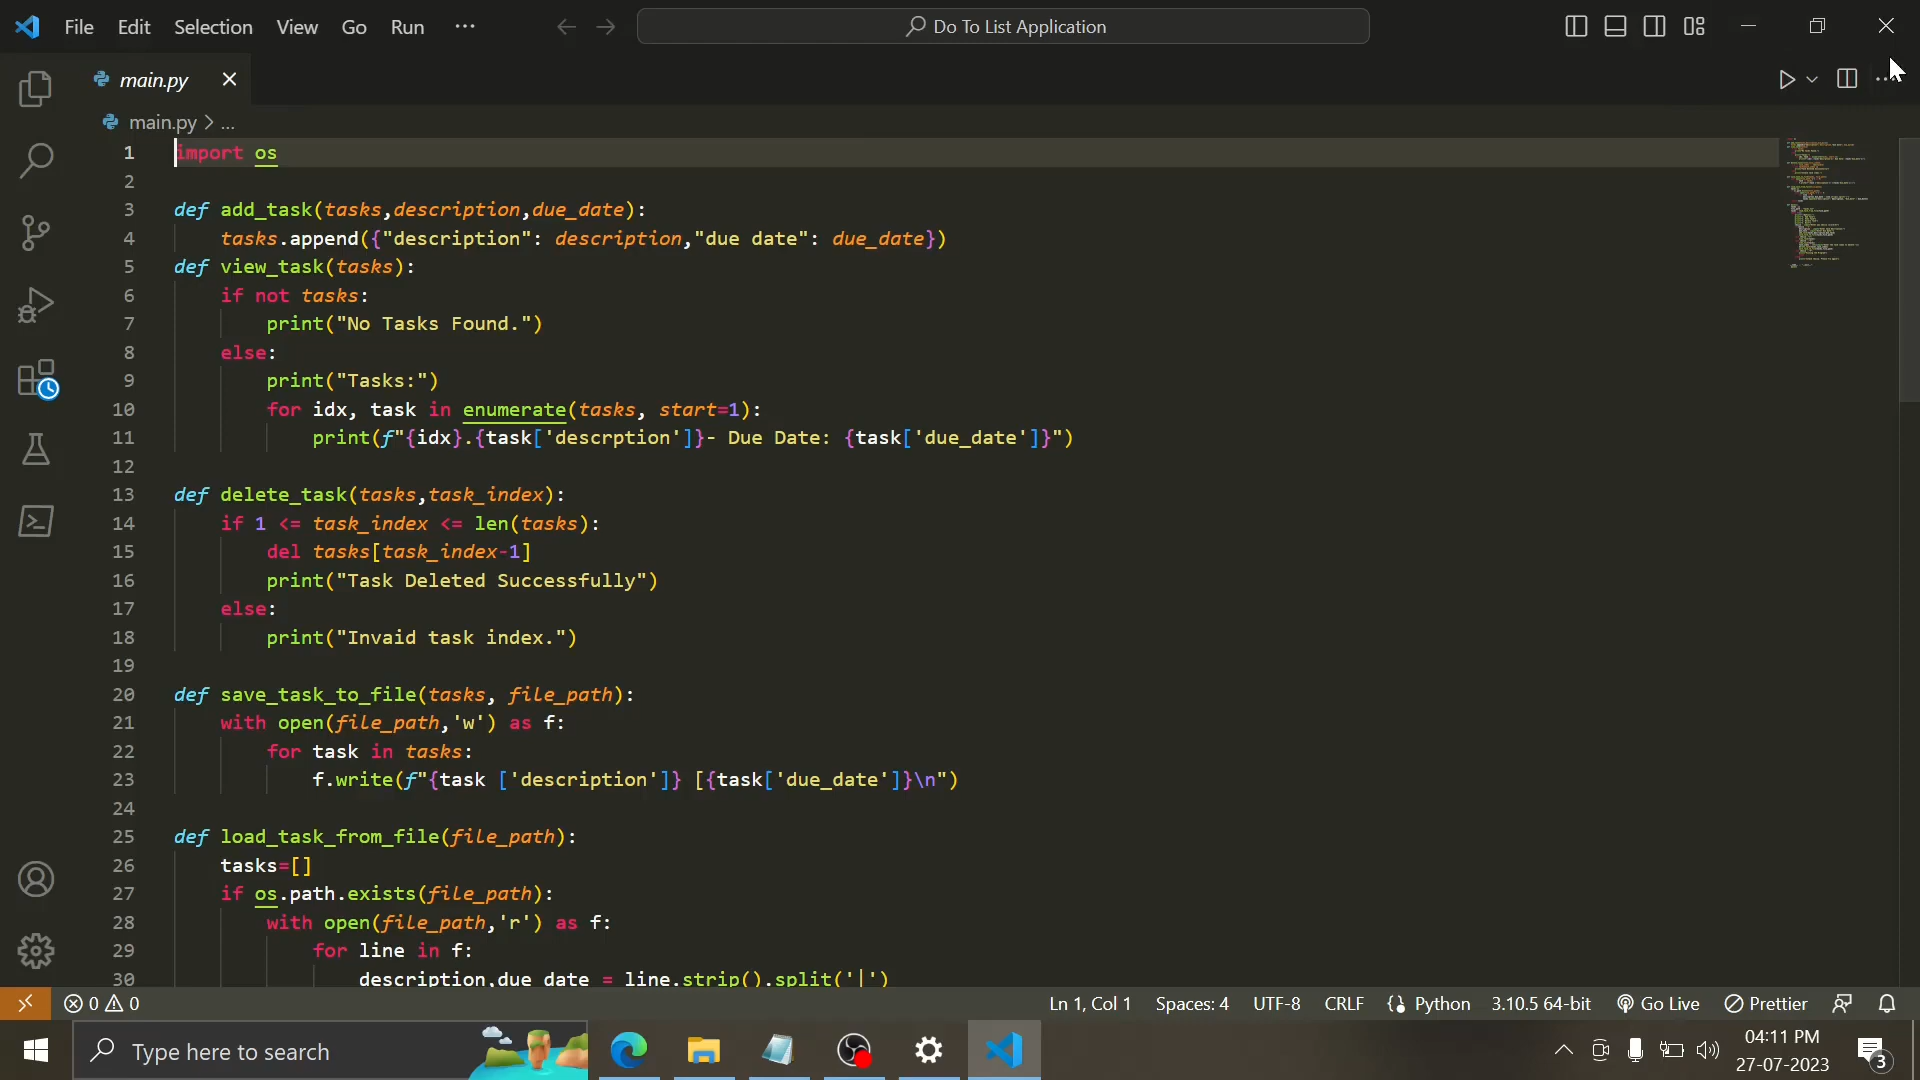 File Edit Selection View Go Run ···
Do To List Application
main.py
main.py > ...
1 import os
2
3 def add_task(tasks,description,due_date):
4 tasks.append({"description": description,"due date": due_date})
5 def view_task(tasks):
6 if not tasks:
7 print("No Tasks Found.")
8 else:
9 print("Tasks:")
10 for idx, task in enumerate(tasks, start=1):
11 print(f"{idx}.{task['descrption']}- Due Date: {task['due_date']}")
12
13 def delete_task(tasks,task_index):
14 if 1 <= task_index <= len(tasks):
15 del tasks[task_index-1]
16 print("Task Deleted Successfully")
17 else:
18 print("Invaid task index.")
19
20 def save_task_to_file(tasks, file_path):
21 with open(file_path,'w') as f:
22 for task in tasks:
23 f.write(f"{task ['description']} [{task['due_date']}\n")
24
25 def load_task_from_file(file_path):
26 tasks=[]
27 if os.path.exists(file_path):
28 with open(file_path,'r') as f:
29 for line in f:
30 description,due_date = line.strip().split('|')
0 0 Ln 1, Col 1 Spaces: 4 UTF-8 CRLF Python 3.10.5 64-bit Go Live Prettier
Type here to search
04:11 PM
27-07-2023
3